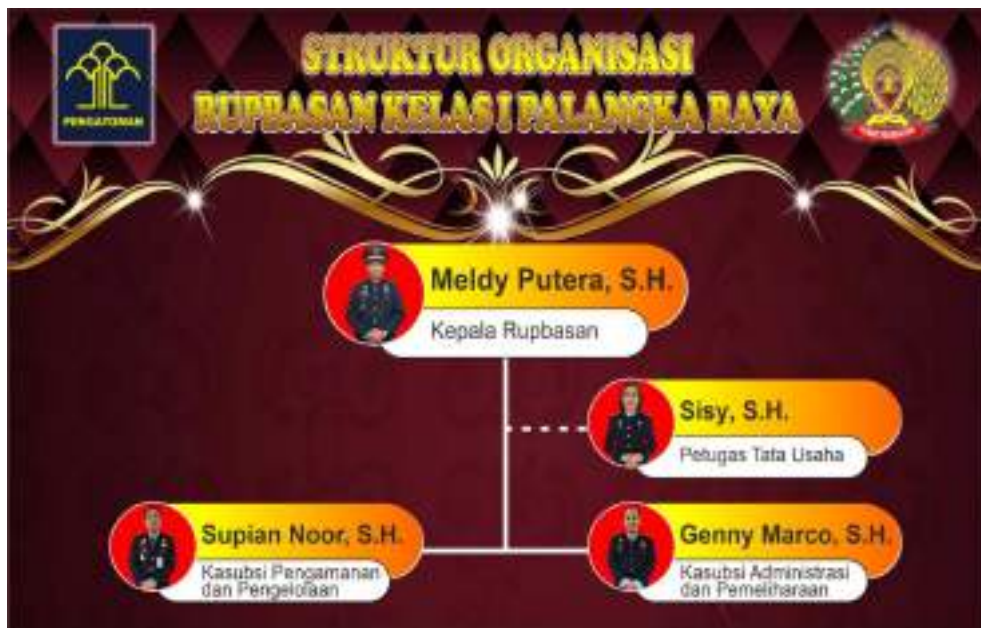 STRUKTUR ORGANISASI
RUPBASAN KELAS I PALANGKA RAYA
PENGAYOMAN
Meldy Putera, S.H.
Kepala Rupbasan
Sisy, S.H.
Petugas Tata Usaha
Supian Noor, S.H.
Kasubsi Pengamanan
dan Pengelolaan
Genny Marco, S.H.
Kasubsi Administrasi
dan Pemeliharaan